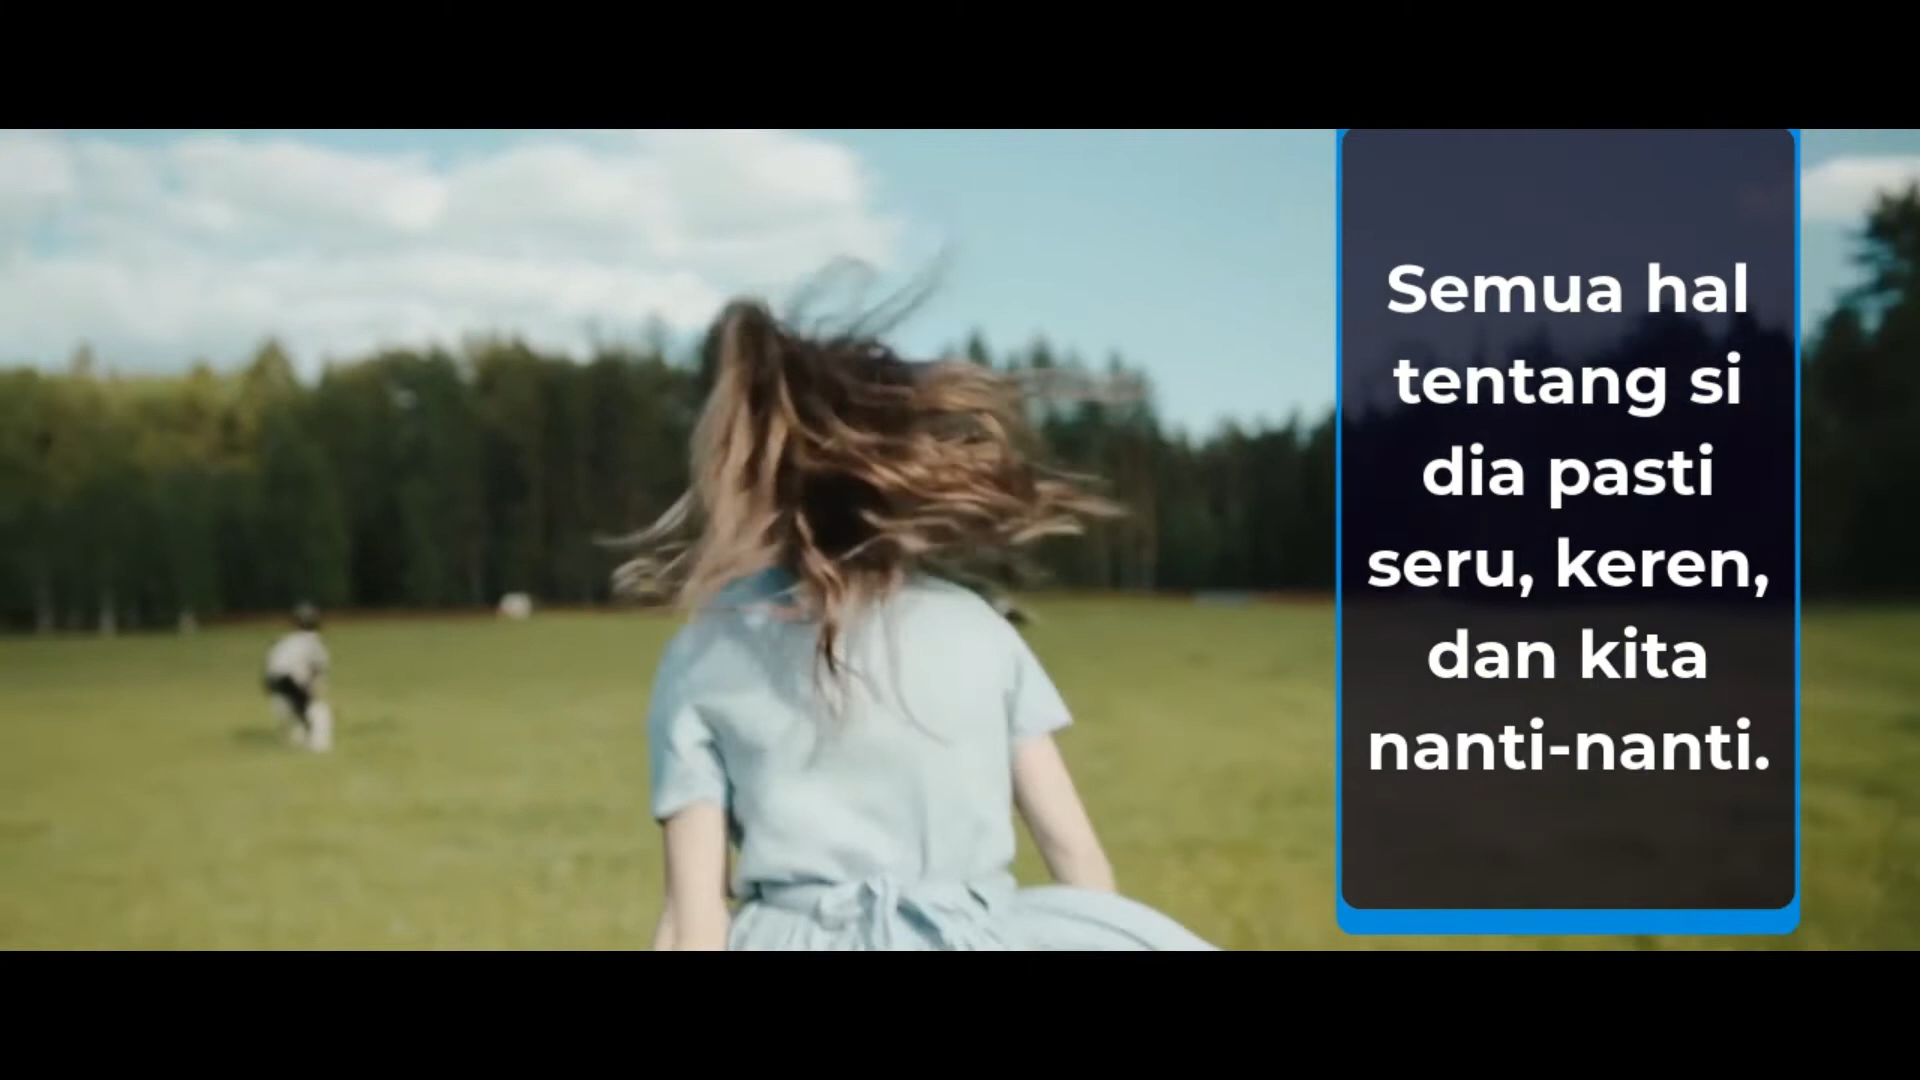 Semua hal
tentang si
dia pasti
seru, keren,
dan kita
nanti-nanti.